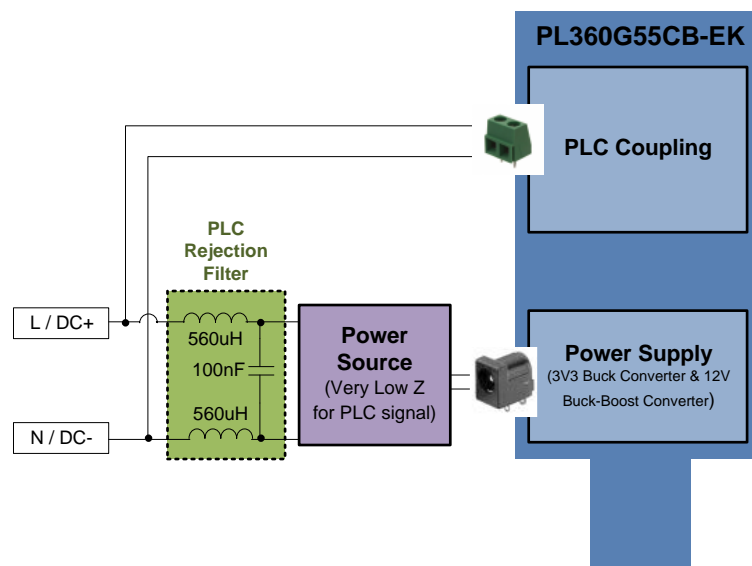 PL360G55CB-EK
PLC Coupling
PLC
Rejection
Filter
L / DC+
560uH
100nF
560uH
N / DC-
Power
Source
(Very Low Z
for PLC signal)
Power Supply
(3V3 Buck Converter & 12V
Buck-Boost Converter)